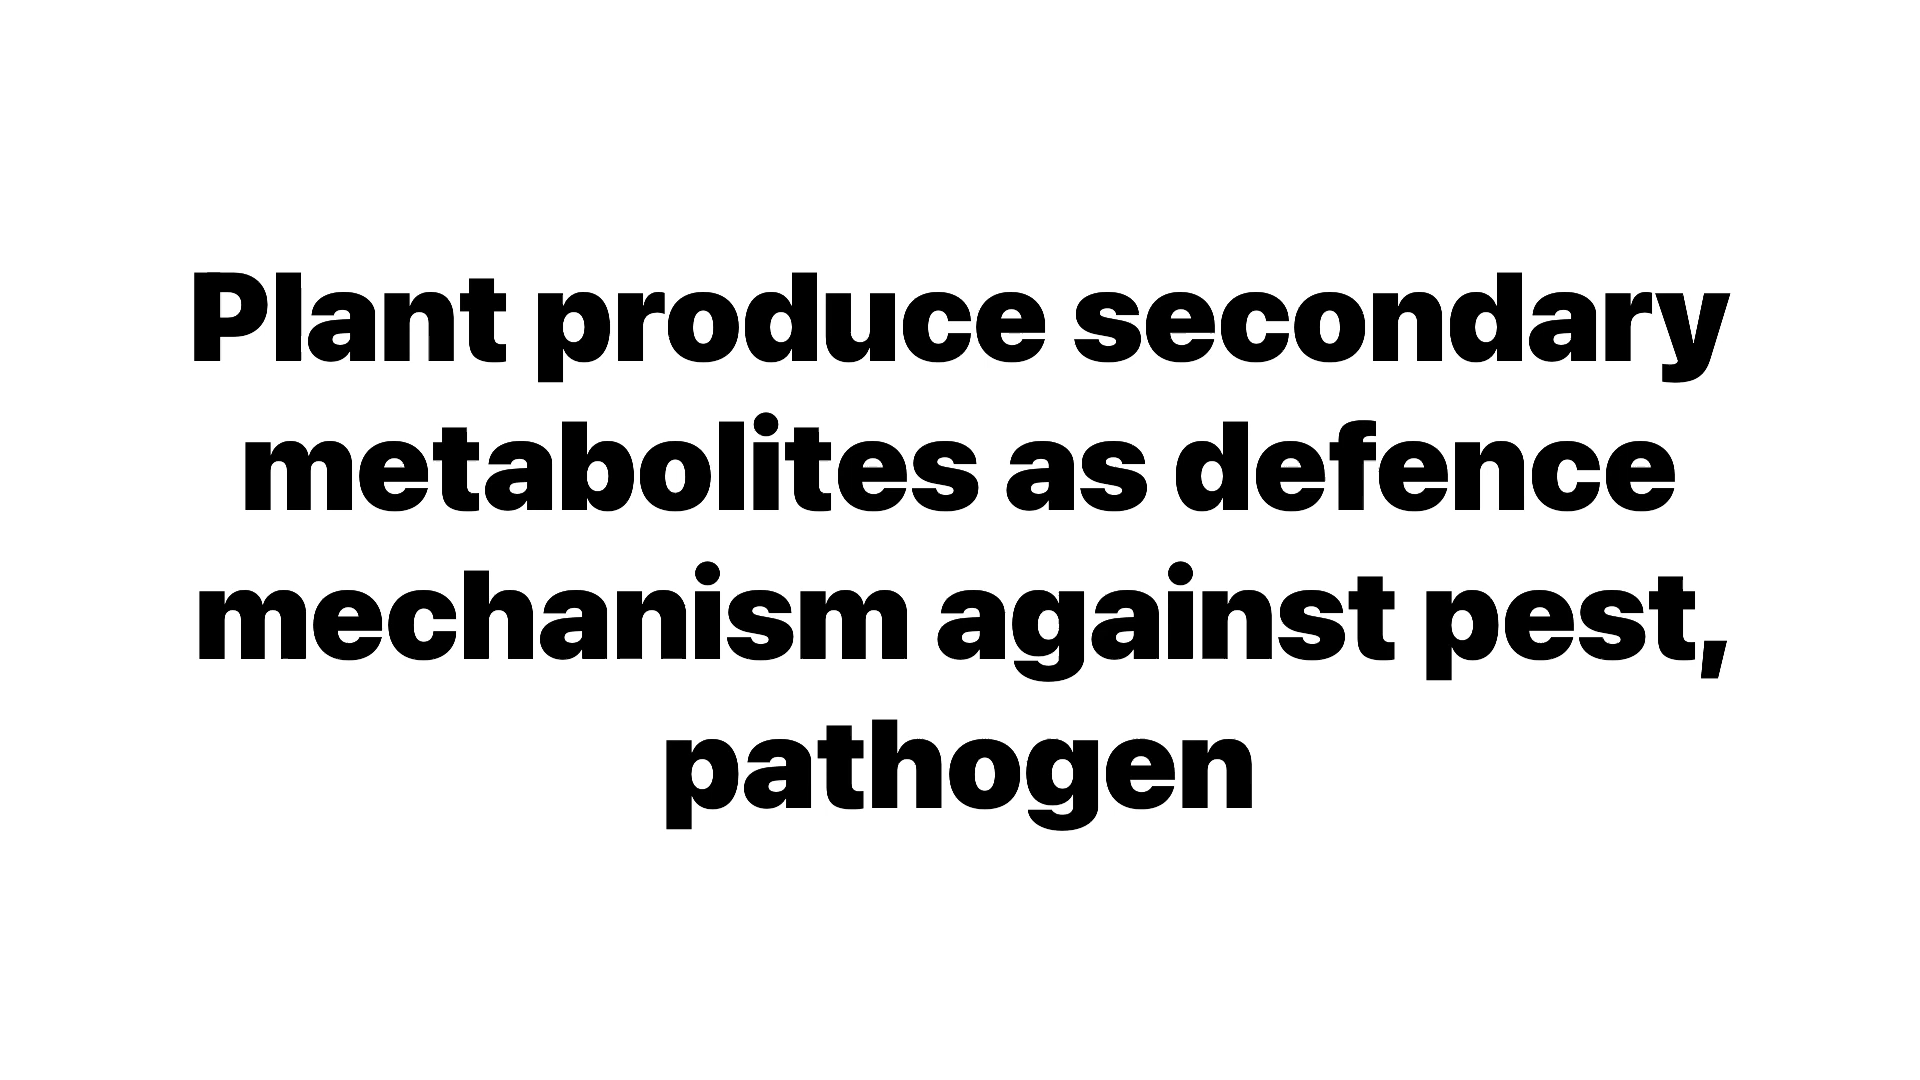 Plant produce secondary
metabolites as defence
mechanism against pest,
pathogen